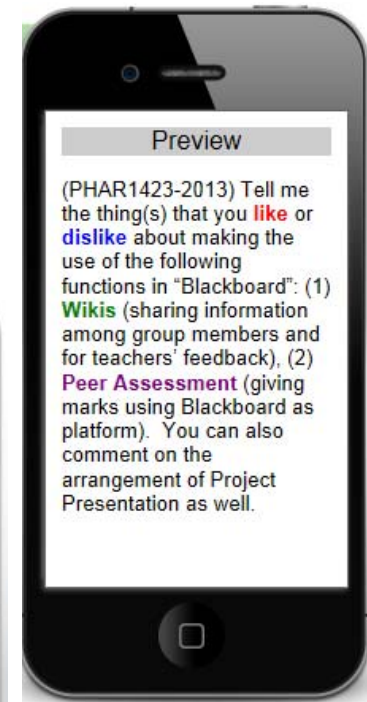 Preview
(PHAR1423-2013) Tell me
the thing(s) that you like or
dislike about making the
use of the following
functions in “Blackboard”: (1)
Wikis (sharing information
among group members and
for teachers’ feedback), (2)
Peer Assessment (giving
marks using Blackboard as
platform).  You can also
comment on the
arrangement of Project
Presentation as well.